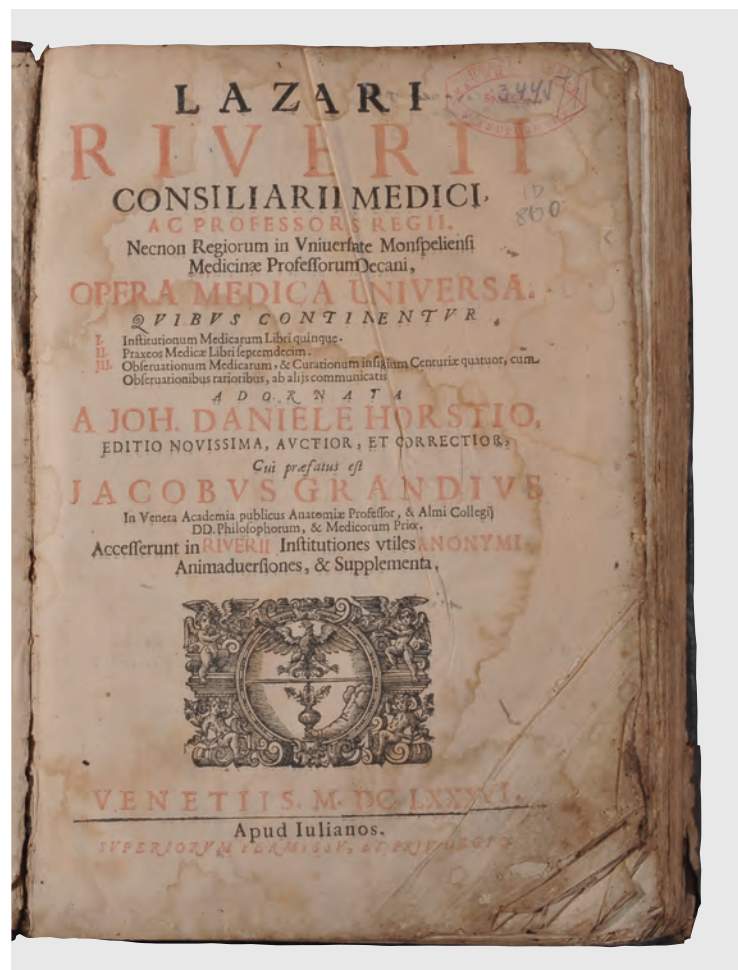 LAZARI
RIVERII
CONSILIARII MEDICI,
AC PROFESSORS REGII,
Necnon Regiorum in Vniuersitate Monſpelienſi
Medicinæ Profeſſorum Decani,
OPERA MEDICA UNIVERSA.
QVIBVS CONTINENTVR
I. Inſtitutionum Medicarum Libri quinque.
II. Praxeos Medicæ Libri ſeptemdecim.
III. Obſeruationum Medicarum, & Curationum inſignium Centuriæ quatuor, cum
Obſeruationibus rarioribus, ab alijs communicatis
ADORNATA
A JOH. DANIELE HORSTIO,
EDITIO NOVISSIMA, AVCTIOR, ET CORRECTIOR,
Cui præfatus eſt
JACOBVS GRANDIVS
In Veneta Academia publicus Anatomiæ Profeſſor, & Almi Collegij
DD. Philoſophorum, & Medicorum Prior.
Acceſſerunt in RIVERII Inſtitutiones vtiles ANONYMI
Animaduerſiones, & Supplementa,
VENETIIS. M. DC.
Apud Iulianos.
SVPERIORVM PERMISSV, ET PRIVILEGIO
860